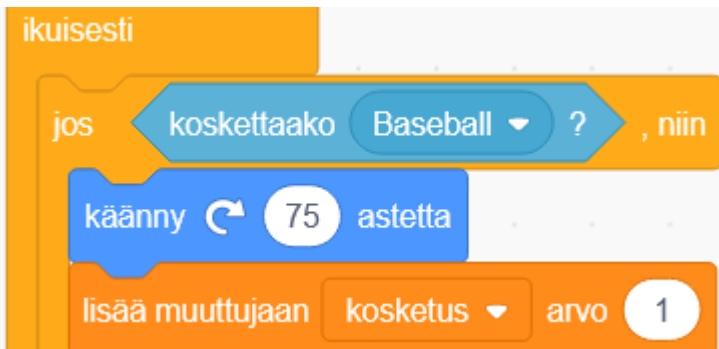 ikuisesti
jos koskettaako Baseball ? , niin
käänny 75 astetta
lisää muuttujaan kosketus arvo 1